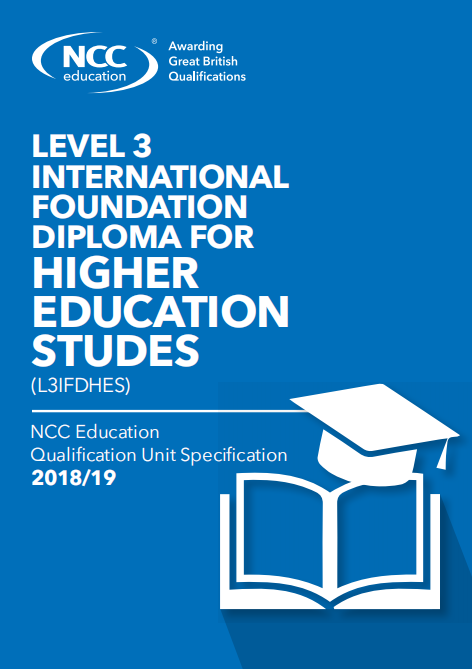 NCC
education
®
Awarding
Great British
Qualifications
LEVEL 3
INTERNATIONAL
FOUNDATION
DIPLOMA FOR
HIGHER
EDUCATION
STUDES
(L3IFDHES)
NCC Education
Qualification Unit Specification
2018/19